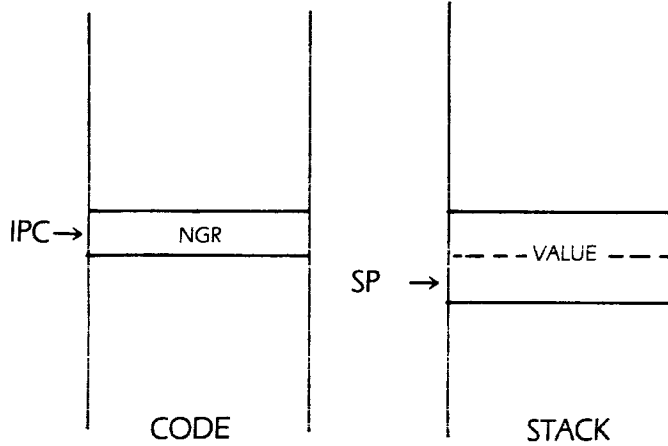 IPC→
NGR
VALUE
SP →
CODE
STACK